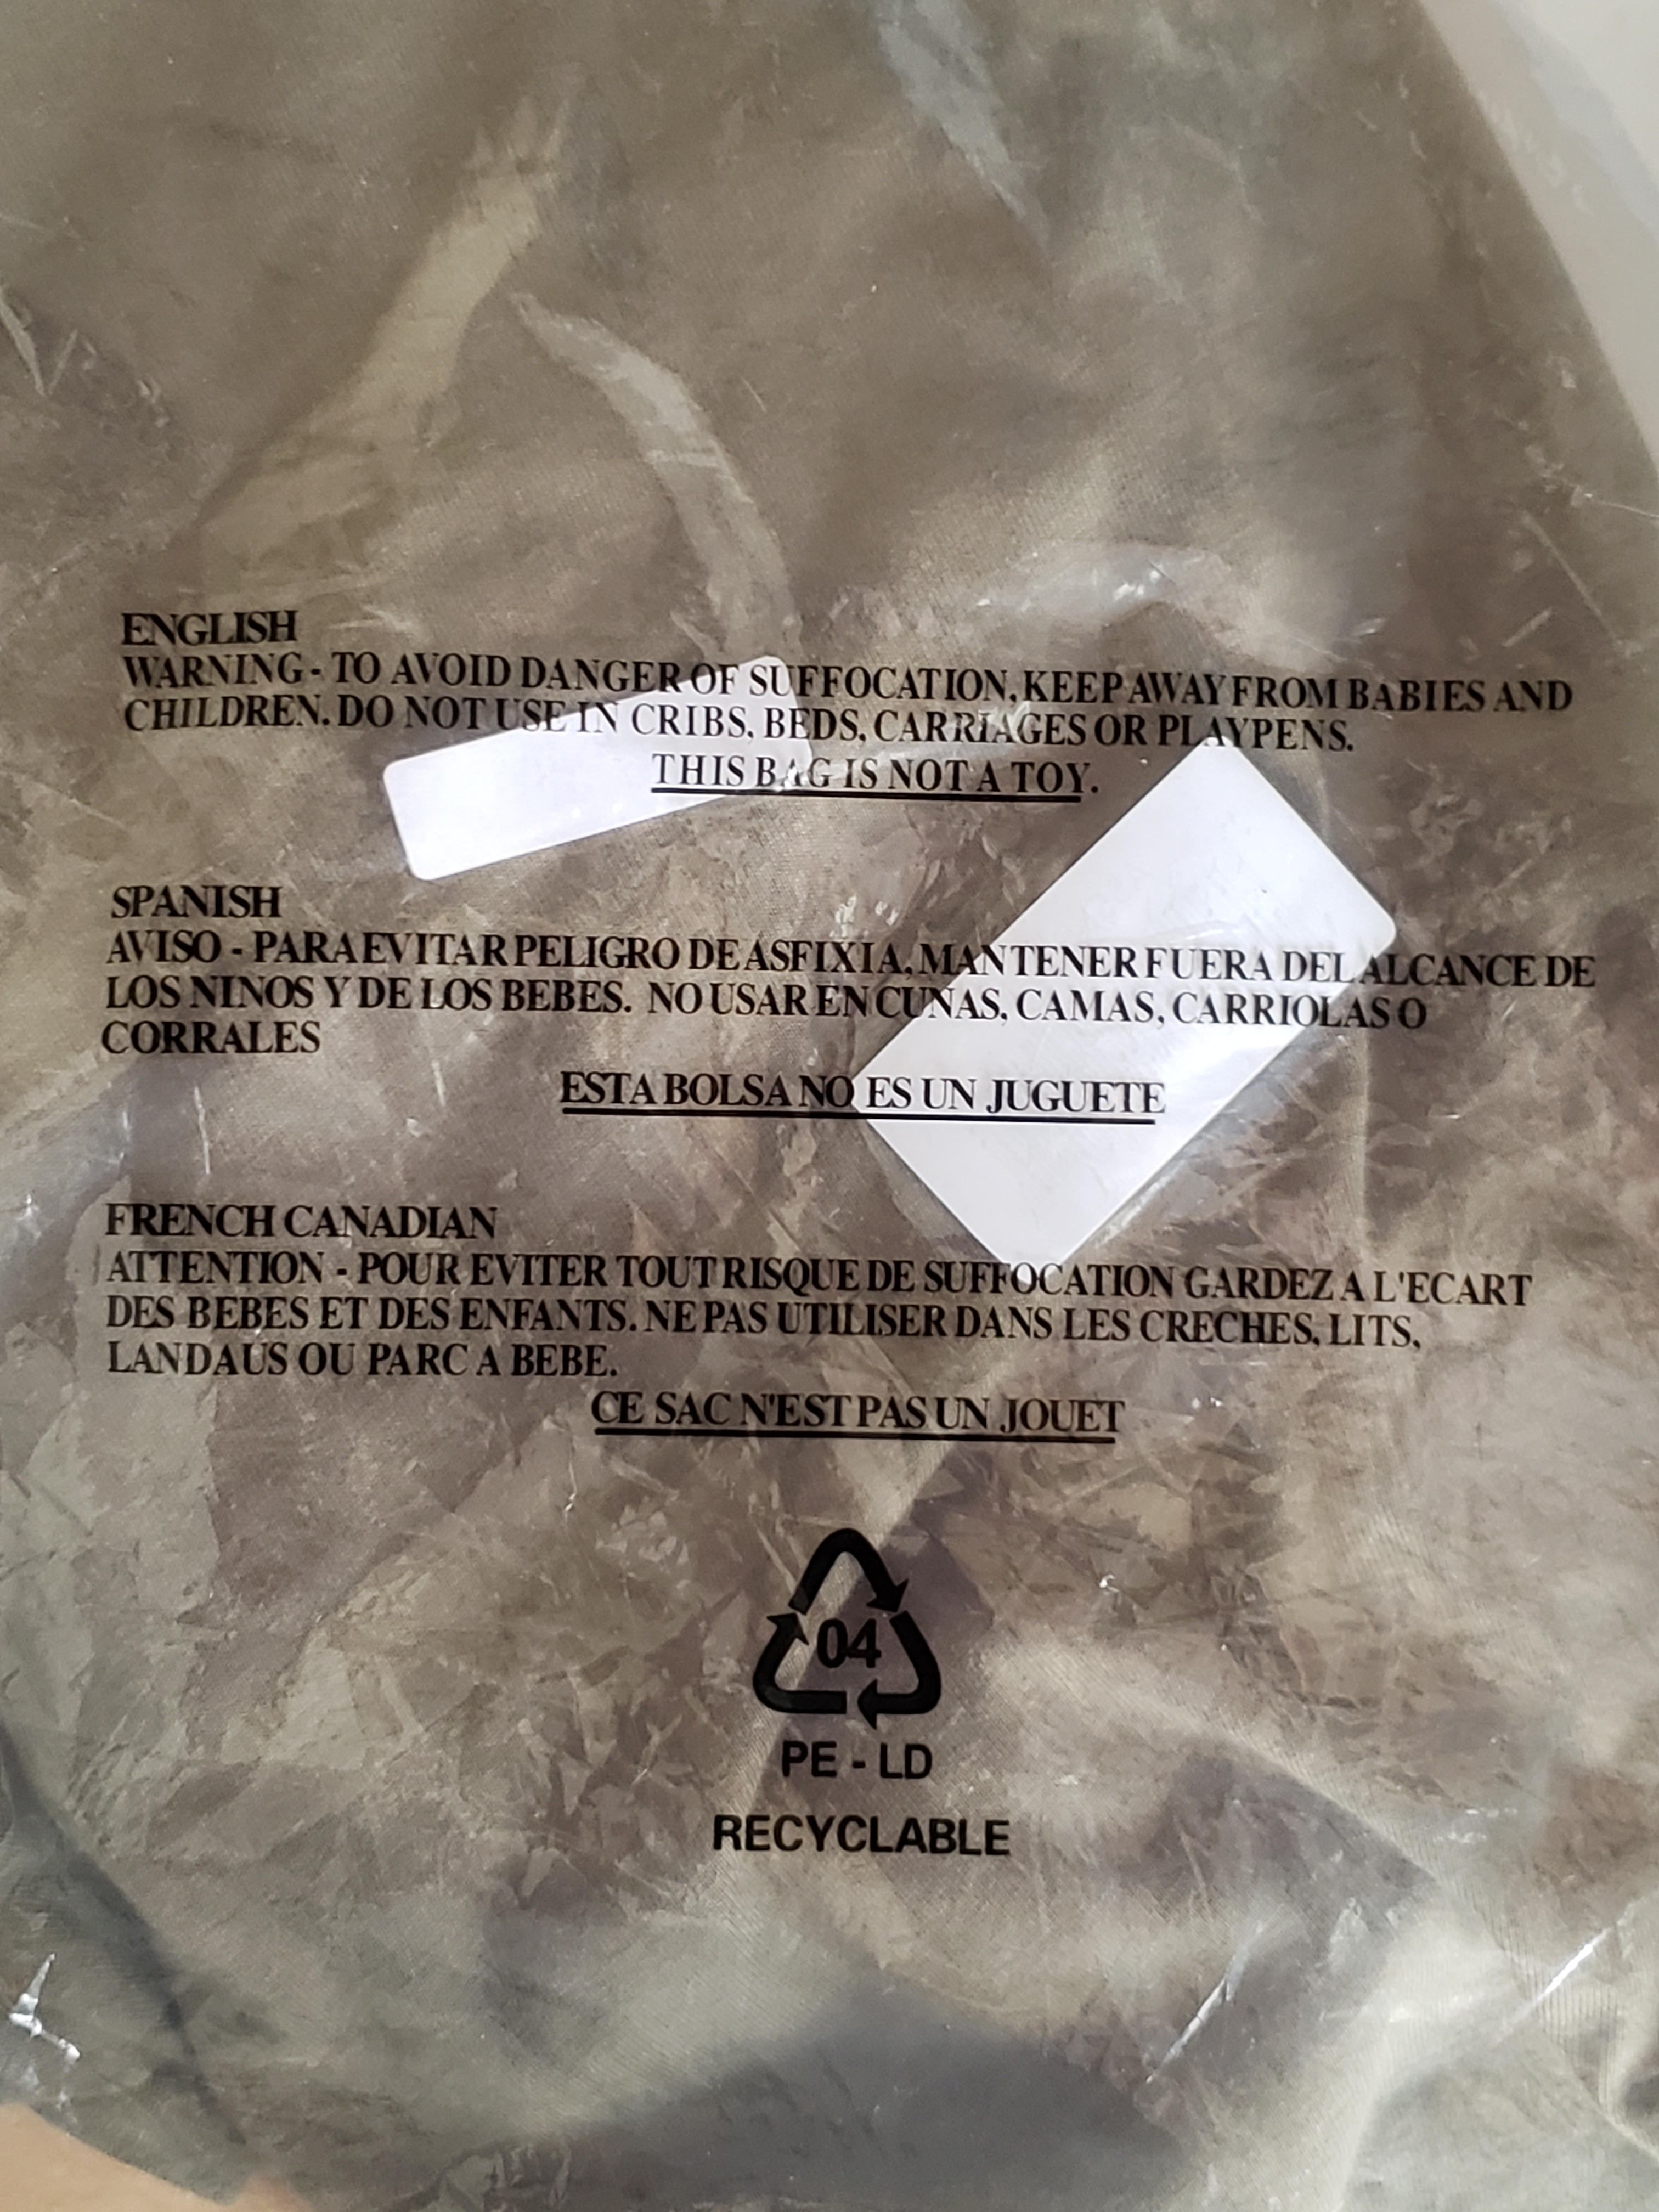 ENGLISH
WARNING - TO AVOID DANGER OF SUFFOCATION, KEEP AWAY FROM BABIES AND
CHILDREN. DO NOT USE IN CRIBS, BEDS, CARRIAGES OR PLAYPENS.
THIS BAG IS NOT A TOY.
SPANISH
AVISO - PARA EVITAR PELIGRO DE ASFIXIA, MANTENER FUERA DEL ALCANCE DE
LOS NINOS Y DE LOS BEBES. NO USAR EN CUNAS, CAMAS, CARRIOLAS O
CORRALES
ESTA BOLSA NO ES UN JUGUETE
FRENCH CANADIAN
ATTENTION - POUR EVITER TOUT RISQUE DE SUFFOCATION GARDEZ A L'ECART
DES BEBES ET DES ENFANTS. NE PAS UTILISER DANS LES CRECHES, LITS,
LANDAUS OU PARC A BEBE.
CE SAC N'EST PAS UN JOUET
04
PE - LD
RECYCLABLE